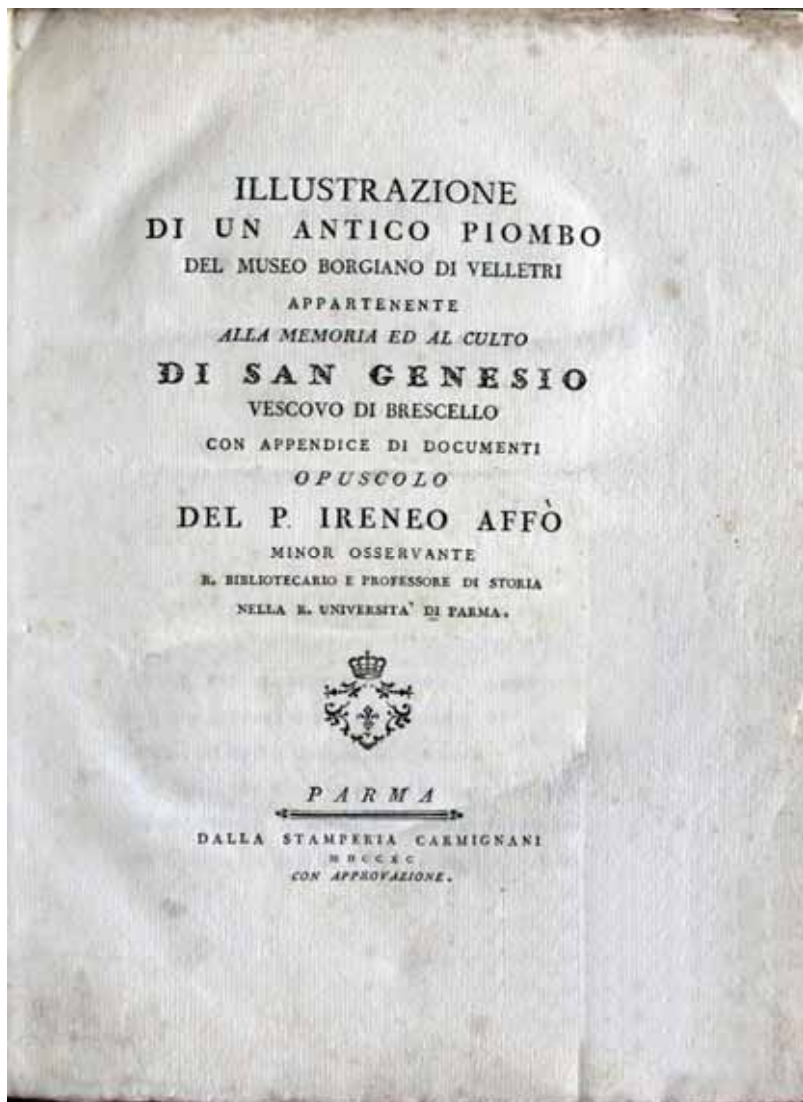 ILLUSTRAZIONE
DI UN ANTICO PIOMBO
DEL MUSEO BORGIANO DI VELLETRI
APPARTENENTE
ALLA MEMORIA ED AL CULTO
DI SAN GENESIO
VESCOVO DI BRESCELLO
CON APPENDICE DI DOCUMENTI
OPUSCOLO
DEL P. IRENEO AFFÒ
MINOR OSSERVANTE
R. BIBLIOTECARIO E PROFESSORE DI STORIA
NELLA R. UNIVERSITA' DI PARMA.
PARMA
DALLA STAMPERIA CARMIGNANI
MDCCXC
CON APPROVAZIONE.